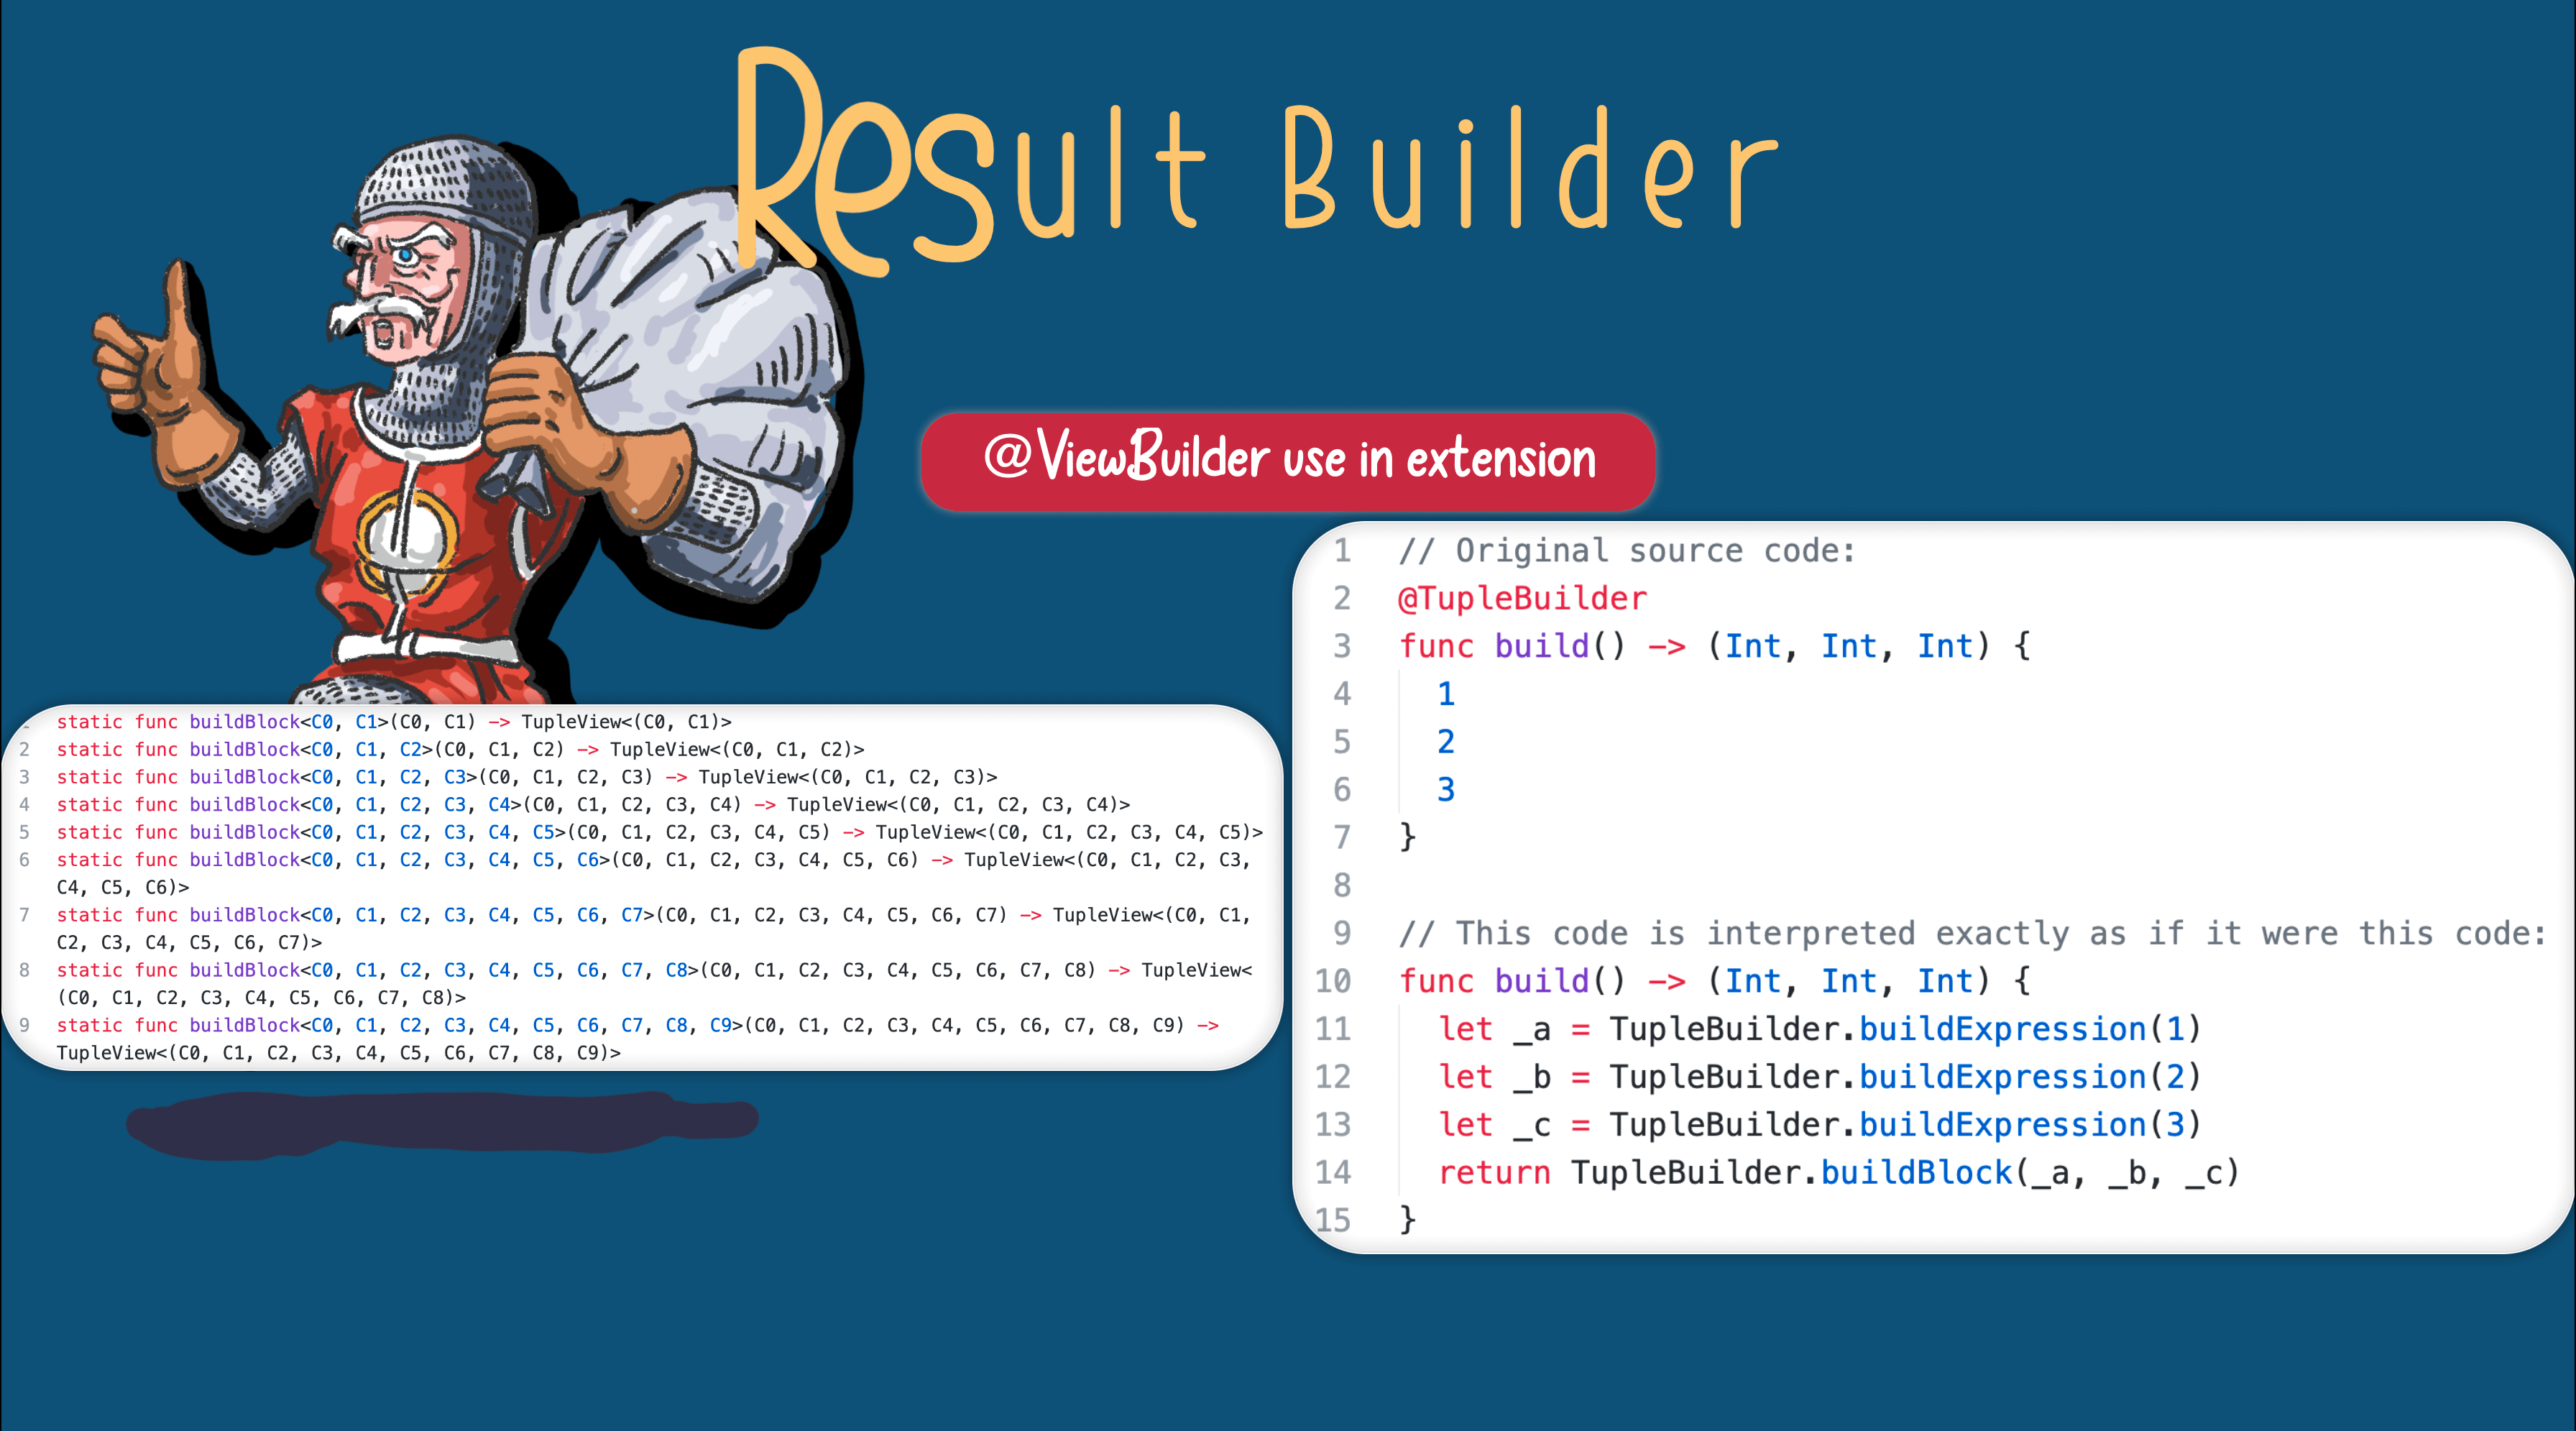 Result Builder
@ViewBuilder use in extension
static func buildBlock<C0, C1>(C0, C1) -> TupleView<(C0, C1)>
2 static func buildBlock<C0, C1, C2>(C0, C1, C2) -> TupleView<(C0, C1, C2)>
3 static func buildBlock<C0, C1, C2, C3>(C0, C1, C2, C3) -> TupleView<(C0, C1, C2, C3)>
4 static func buildBlock<C0, C1, C2, C3, C4>(C0, C1, C2, C3, C4) -> TupleView<(C0, C1, C2, C3, C4)>
5 static func buildBlock<C0, C1, C2, C3, C4, C5>(C0, C1, C2, C3, C4, C5) -> TupleView<(C0, C1, C2, C3, C4, C5)>
6 static func buildBlock<C0, C1, C2, C3, C4, C5, C6>(C0, C1, C2, C3, C4, C5, C6) -> TupleView<(C0, C1, C2, C3,
C4, C5, C6)>
7 static func buildBlock<C0, C1, C2, C3, C4, C5, C6, C7>(C0, C1, C2, C3, C4, C5, C6, C7) -> TupleView<(C0, C1,
C2, C3, C4, C5, C6, C7)>
8 static func buildBlock<C0, C1, C2, C3, C4, C5, C6, C7, C8>(C0, C1, C2, C3, C4, C5, C6, C7, C8) -> TupleView<
(C0, C1, C2, C3, C4, C5, C6, C7, C8)>
9 static func buildBlock<C0, C1, C2, C3, C4, C5, C6, C7, C8, C9>(C0, C1, C2, C3, C4, C5, C6, C7, C8, C9) ->
TupleView<(C0, C1, C2, C3, C4, C5, C6, C7, C8, C9)>
1 // Original source code:
2 @TupleBuilder
3 func build() -> (Int, Int, Int) {
4 1
5 2
6 3
7 }
8
9 // This code is interpreted exactly as if it were this code:
10 func build() -> (Int, Int, Int) {
11 let _a = TupleBuilder.buildExpression(1)
12 let _b = TupleBuilder.buildExpression(2)
13 let _c = TupleBuilder.buildExpression(3)
14 return TupleBuilder.buildBlock(_a, _b, _c)
15 }